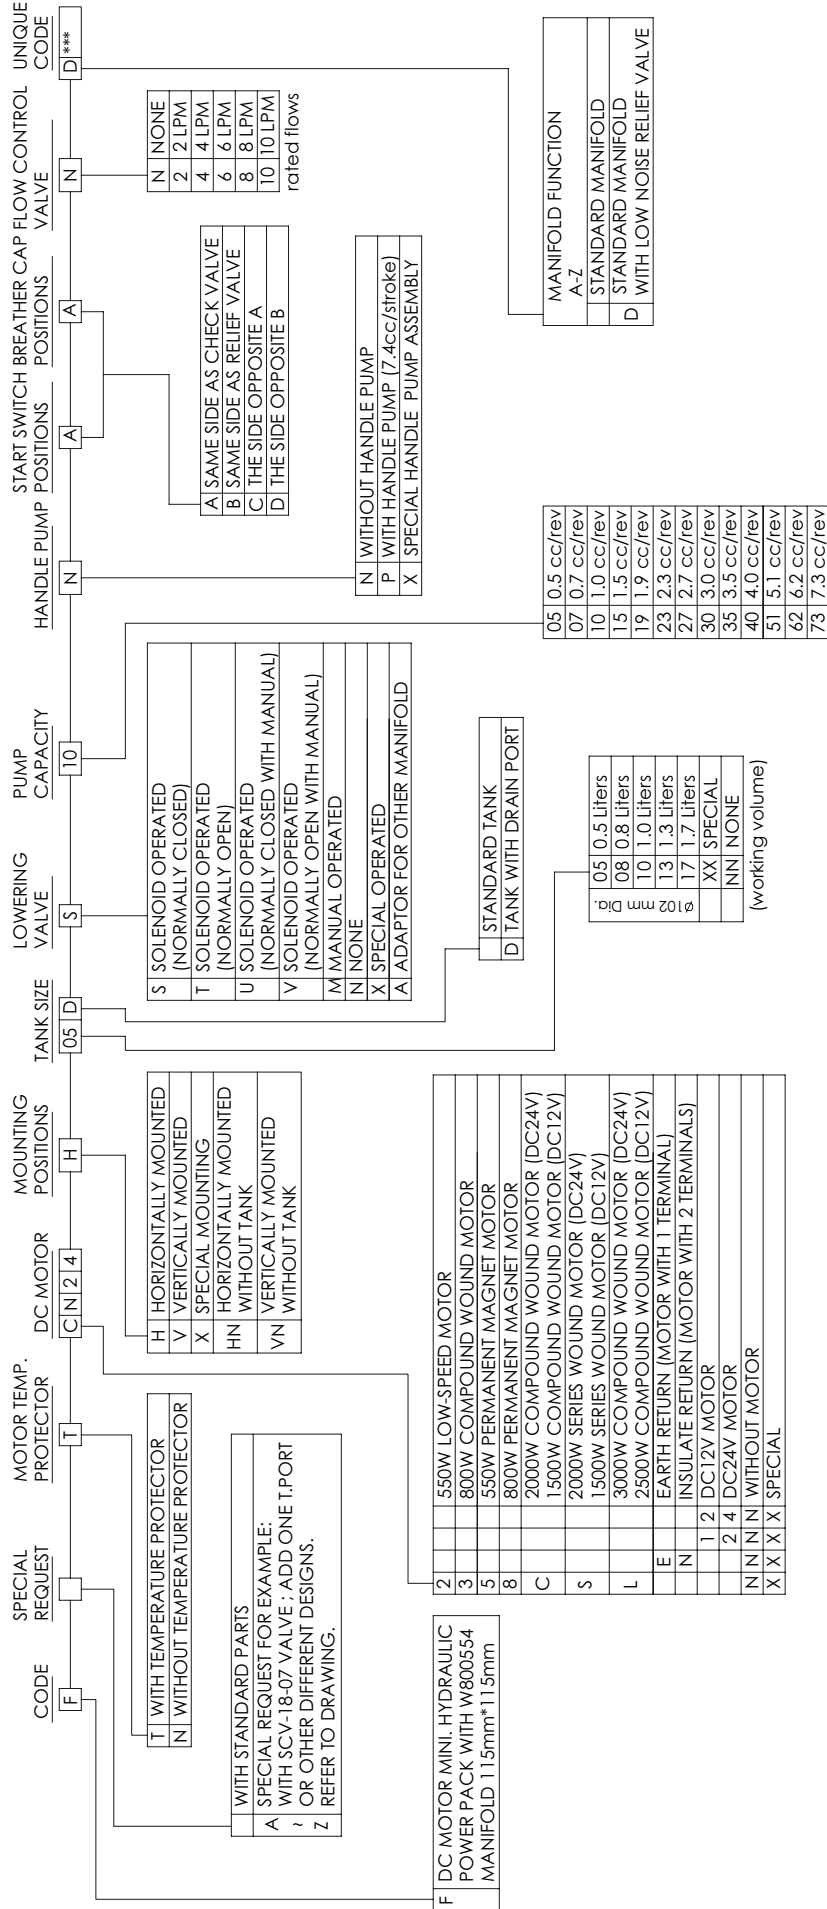 CODE
SPECIAL
REQUEST
MOTOR TEMP.
PROTECTOR
DC MOTOR
MOUNTING
POSITIONS
TANK SIZE
LOWERING
VALVE
PUMP
CAPACITY
HANDLE PUMP
START SWITCH
POSITIONS
BREATHER CAP
POSITIONS
FLOW CONTROL
VALVE
UNIQUE
CODE
F
T
C N 2 4
H
05 D
S
10
N
A
A
N
D ***
T WITH TEMPERATURE PROTECTOR
N WITHOUT TEMPERATURE PROTECTOR
WITH STANDARD PARTS
A SPECIAL REQUEST FOR EXAMPLE:
WITH SCV-18-07 VALVE ; ADD ONE T.PORT
~ OR OTHER DIFFERENT DESIGNS.
Z REFER TO DRAWING.
F DC MOTOR MINI. HYDRAULIC
POWER PACK WITH W800554
MANIFOLD 115mm*115mm
H HORIZONTALLY MOUNTED
V VERTICALLY MOUNTED
X SPECIAL MOUNTING
HN HORIZONTALLY MOUNTED
WITHOUT TANK
VN VERTICALLY MOUNTED
WITHOUT TANK
2 550W LOW-SPEED MOTOR
3 800W COMPOUND WOUND MOTOR
5 550W PERMANENT MAGNET MOTOR
8 800W PERMANENT MAGNET MOTOR
C 2000W COMPOUND WOUND MOTOR (DC24V)
1500W COMPOUND WOUND MOTOR (DC12V)
S 2000W SERIES WOUND MOTOR (DC24V)
1500W SERIES WOUND MOTOR (DC12V)
L 3000W COMPOUND WOUND MOTOR (DC24V)
2500W COMPOUND WOUND MOTOR (DC12V)
E EARTH RETURN (MOTOR WITH 1 TERMINAL)
N INSULATE RETURN (MOTOR WITH 2 TERMINALS)
1 2 DC12V MOTOR
2 4 DC24V MOTOR
N N N N WITHOUT MOTOR
X X X X SPECIAL
S SOLENOID OPERATED
(NORMALLY CLOSED)
T SOLENOID OPERATED
(NORMALLY OPEN)
U SOLENOID OPERATED
(NORMALLY CLOSED WITH MANUAL)
V SOLENOID OPERATED
(NORMALLY OPEN WITH MANUAL)
M MANUAL OPERATED
N NONE
X SPECIAL OPERATED
A ADAPTOR FOR OTHER MANIFOLD
STANDARD TANK
D TANK WITH DRAIN PORT
Ø102 mm Dia.
05 0.5 Liters
08 0.8 Liters
10 1.0 Liters
13 1.3 Liters
17 1.7 Liters
XX SPECIAL
NN NONE
(working volume)
A SAME SIDE AS CHECK VALVE
B SAME SIDE AS RELIEF VALVE
C THE SIDE OPPOSITE A
D THE SIDE OPPOSITE B
N WITHOUT HANDLE PUMP
P WITH HANDLE PUMP (7.4cc/stroke)
X SPECIAL HANDLE PUMP ASSEMBLY
05 0.5 cc/rev
07 0.7 cc/rev
10 1.0 cc/rev
15 1.5 cc/rev
19 1.9 cc/rev
23 2.3 cc/rev
27 2.7 cc/rev
30 3.0 cc/rev
35 3.5 cc/rev
40 4.0 cc/rev
51 5.1 cc/rev
62 6.2 cc/rev
73 7.3 cc/rev
N NONE
2 2 LPM
4 4 LPM
6 6 LPM
8 8 LPM
10 10 LPM
rated flows
MANIFOLD FUNCTION
A-Z
STANDARD MANIFOLD
D STANDARD MANIFOLD
WITH LOW NOISE RELIEF VALVE